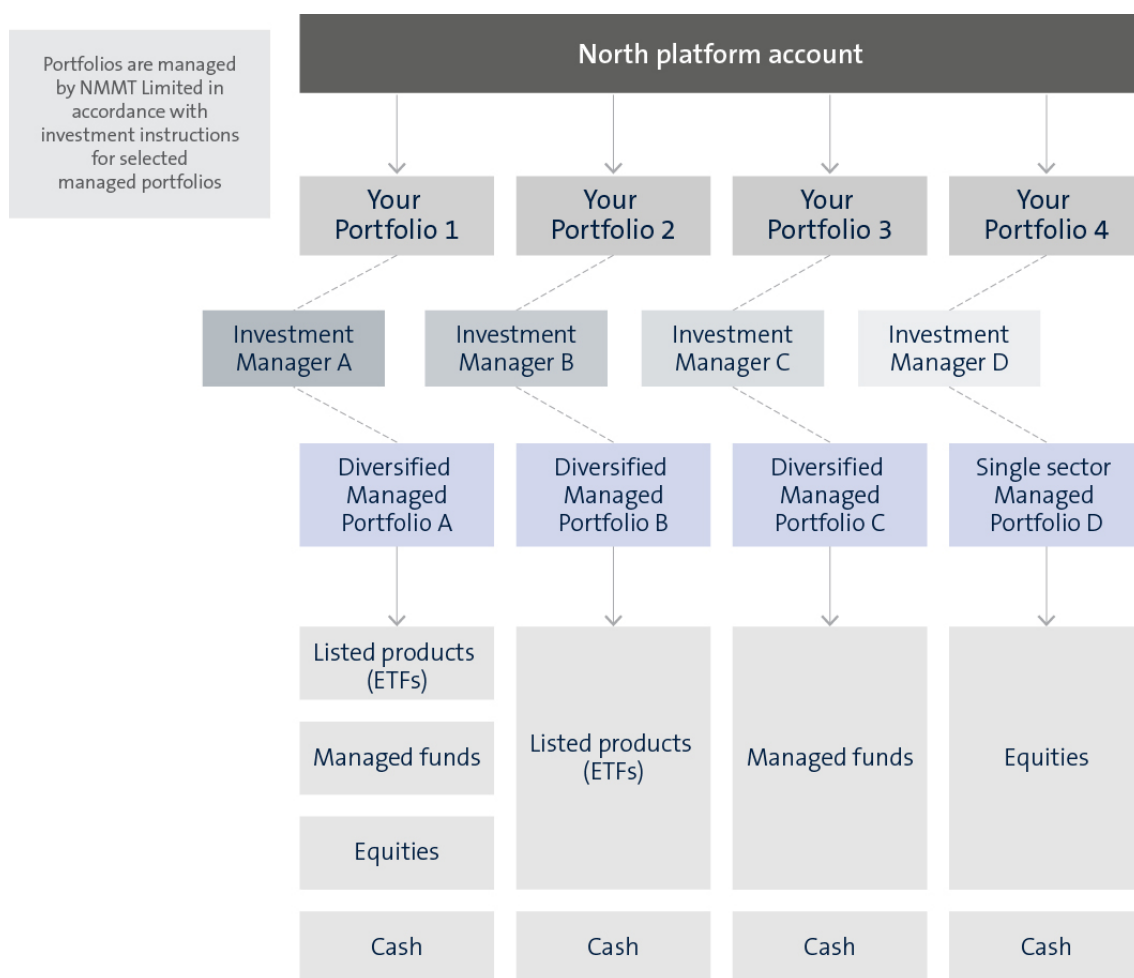 Portfolios are managed
by NMMT Limited in
accordance with
investment instructions
for selected
managed portfolios
North platform account
Your
Portfolio 1
Your
Portfolio 2
Your
Portfolio 3
Your
Portfolio 4
Investment
Manager A
Investment
Manager B
Investment
Manager C
Investment
Manager D
Diversified
Managed
Portfolio A
Diversified
Managed
Portfolio B
Diversified
Managed
Portfolio C
Single sector
Managed
Portfolio D
Listed products
(ETFs)
Managed funds
Equities
Cash
Listed products
(ETFs)
Cash
Managed funds
Cash
Equities
Cash